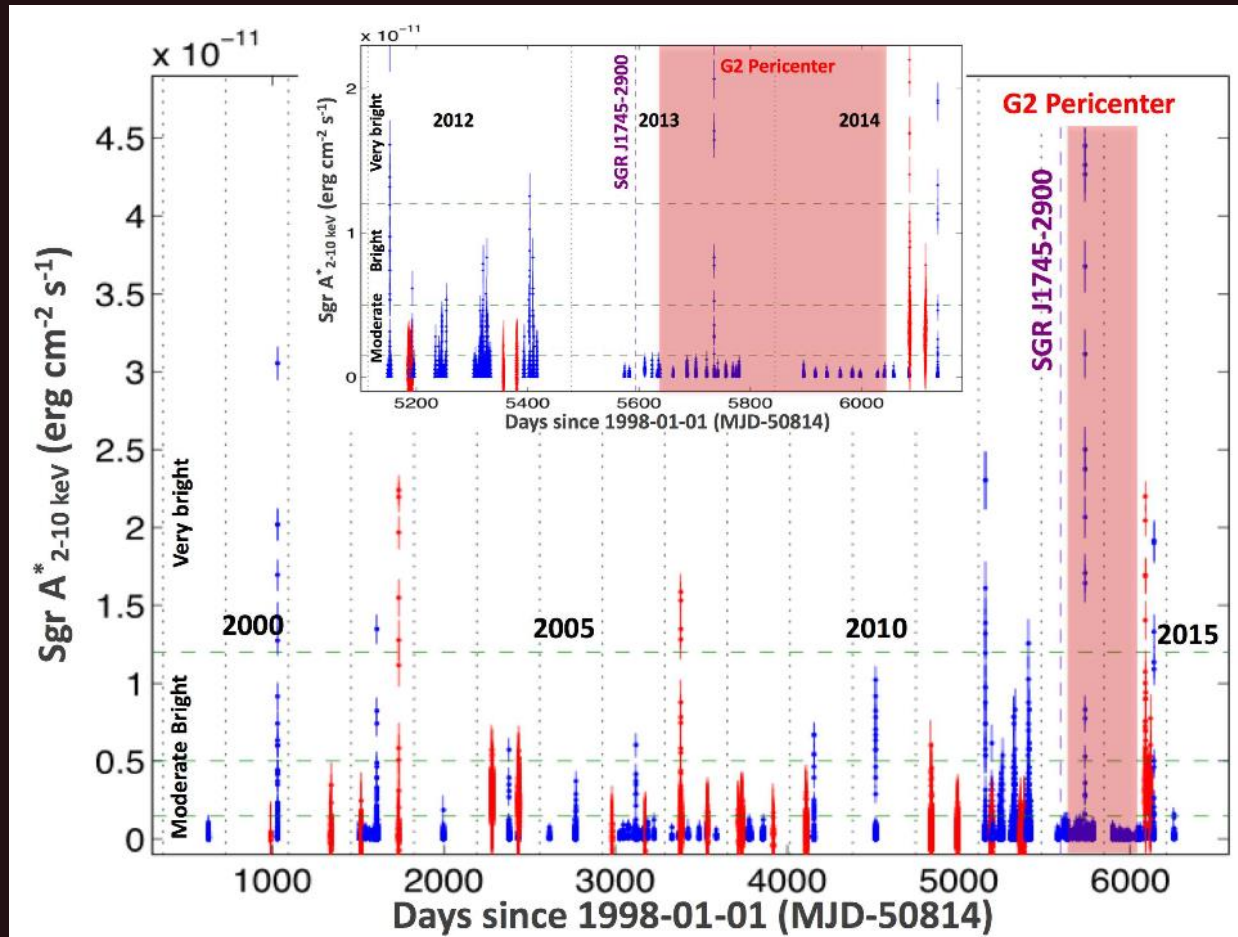 x 10⁻¹¹
x 10⁻¹¹
Sgr A* 2-10 keV (erg cm⁻² s⁻¹)
Very bright
Bright
Moderate
2
1
0
2012
SGR J1745-2900
2013
G2 Pericenter
2014
5200 5400 5600 5800 6000
Days since 1998-01-01 (MJD-50814)
G2 Pericenter
SGR J1745-2900
Sgr A* 2-10 keV (erg cm⁻² s⁻¹)
4.5
4
3.5
3
2.5
2
1.5
1
0.5
0
Very bright
Moderate Bright
2000 2005 2010 2015
1000 2000 3000 4000 5000 6000
Days since 1998-01-01 (MJD-50814)